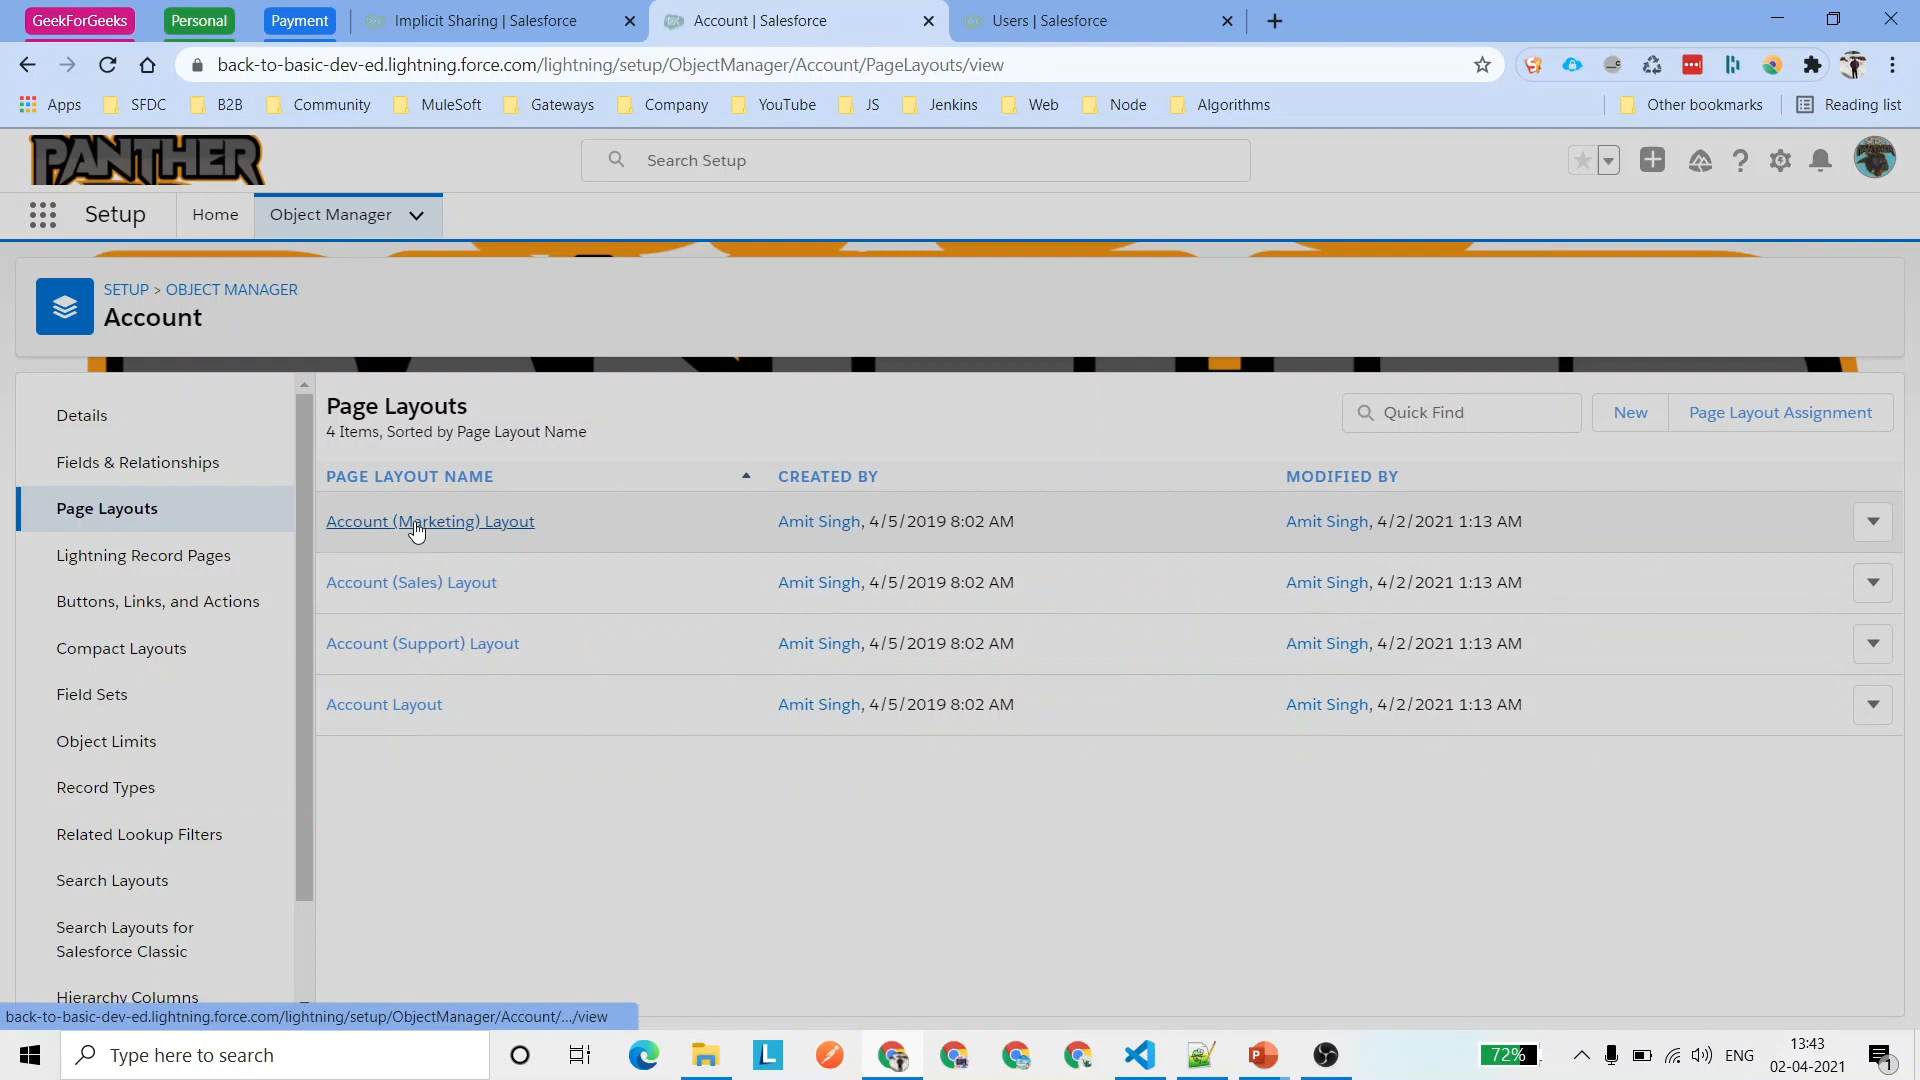 GeekForGeeks
Personal
Payment
Implicit Sharing | Salesforce
Account | Salesforce
Users | Salesforce
back-to-basic-dev-ed.lightning.force.com/lightning/setup/ObjectManager/Account/PageLayouts/view
Apps
SFDC
B2B
Community
MuleSoft
Gateways
Company
YouTube
JS
Jenkins
Web
Node
Algorithms
Other bookmarks
Reading list
PANTHER
Search Setup
Setup
Home
Object Manager
SETUP > OBJECT MANAGER
Account
Details
Fields & Relationships
Page Layouts
Lightning Record Pages
Buttons, Links, and Actions
Compact Layouts
Field Sets
Object Limits
Record Types
Related Lookup Filters
Search Layouts
Search Layouts for
Salesforce Classic
Hierarchy Columns
Page Layouts
4 Items, Sorted by Page Layout Name
Quick Find
New
Page Layout Assignment
PAGE LAYOUT NAME
CREATED BY
MODIFIED BY
Account (Marketing) Layout
Amit Singh, 4/5/2019 8:02 AM
Amit Singh, 4/2/2021 1:13 AM
Account (Sales) Layout
Amit Singh, 4/5/2019 8:02 AM
Amit Singh, 4/2/2021 1:13 AM
Account (Support) Layout
Amit Singh, 4/5/2019 8:02 AM
Amit Singh, 4/2/2021 1:13 AM
Account Layout
Amit Singh, 4/5/2019 8:02 AM
Amit Singh, 4/2/2021 1:13 AM
back-to-basic-dev-ed.lightning.force.com/lightning/setup/ObjectManager/Account/.../view
Type here to search
72%
ENG
13:43
02-04-2021
1